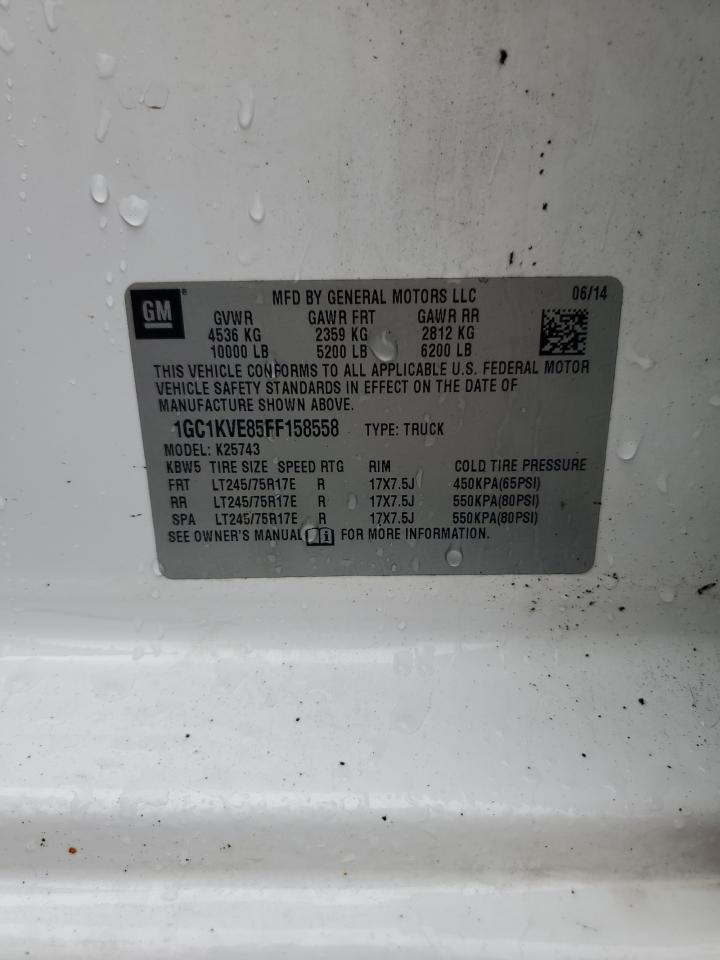 GM ® MFD BY GENERAL MOTORS LLC 06/14
GVWR GAWR FRT GAWR RR
4536 KG 2359 KG 2812 KG
10000 LB 5200 LB 6200 LB
THIS VEHICLE CONFORMS TO ALL APPLICABLE U.S. FEDERAL MOTOR
VEHICLE SAFETY STANDARDS IN EFFECT ON THE DATE OF
MANUFACTURE SHOWN ABOVE.
1GC1KVE85FF158558 TYPE: TRUCK
MODEL: K25743
KBW5 TIRE SIZE SPEED RTG RIM COLD TIRE PRESSURE
FRT LT245/75R17E R 17X7.5J 450KPA(65PSI)
RR LT245/75R17E R 17X7.5J 550KPA(80PSI)
SPA LT245/75R17E R 17X7.5J 550KPA(80PSI)
SEE OWNER'S MANUAL i FOR MORE INFORMATION.